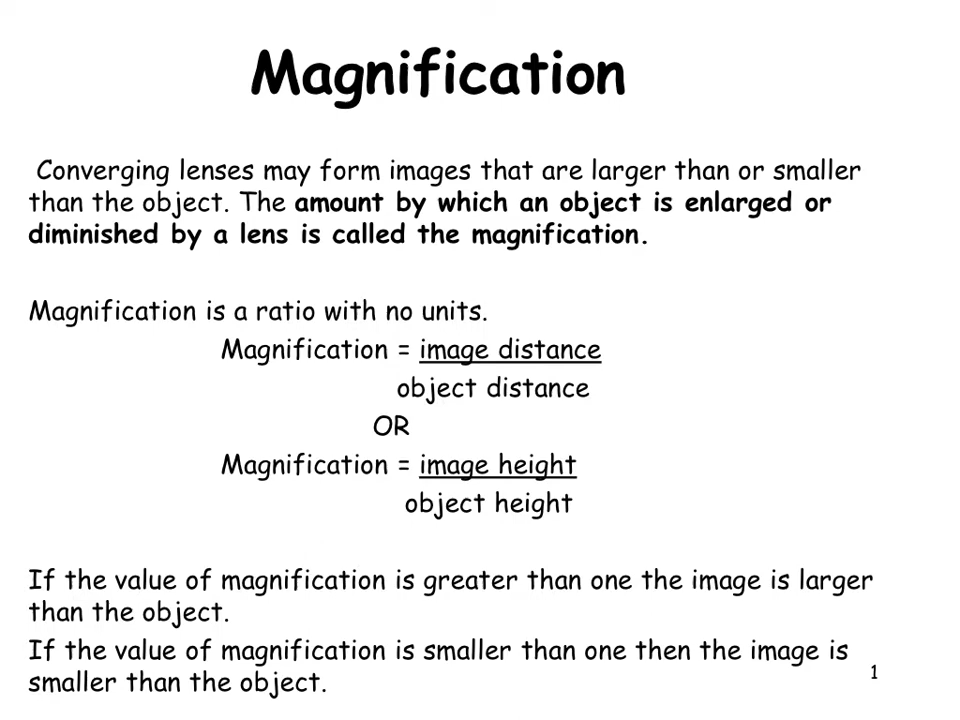 Magnification
Converging lenses may form images that are larger than or smaller
than the object. The amount by which an object is enlarged or
diminished by a lens is called the magnification.
Magnification is a ratio with no units.
Magnification = image distance
object distance
OR
Magnification = image height
object height
If the value of magnification is greater than one the image is larger
than the object.
If the value of magnification is smaller than one then the image is
smaller than the object.
1